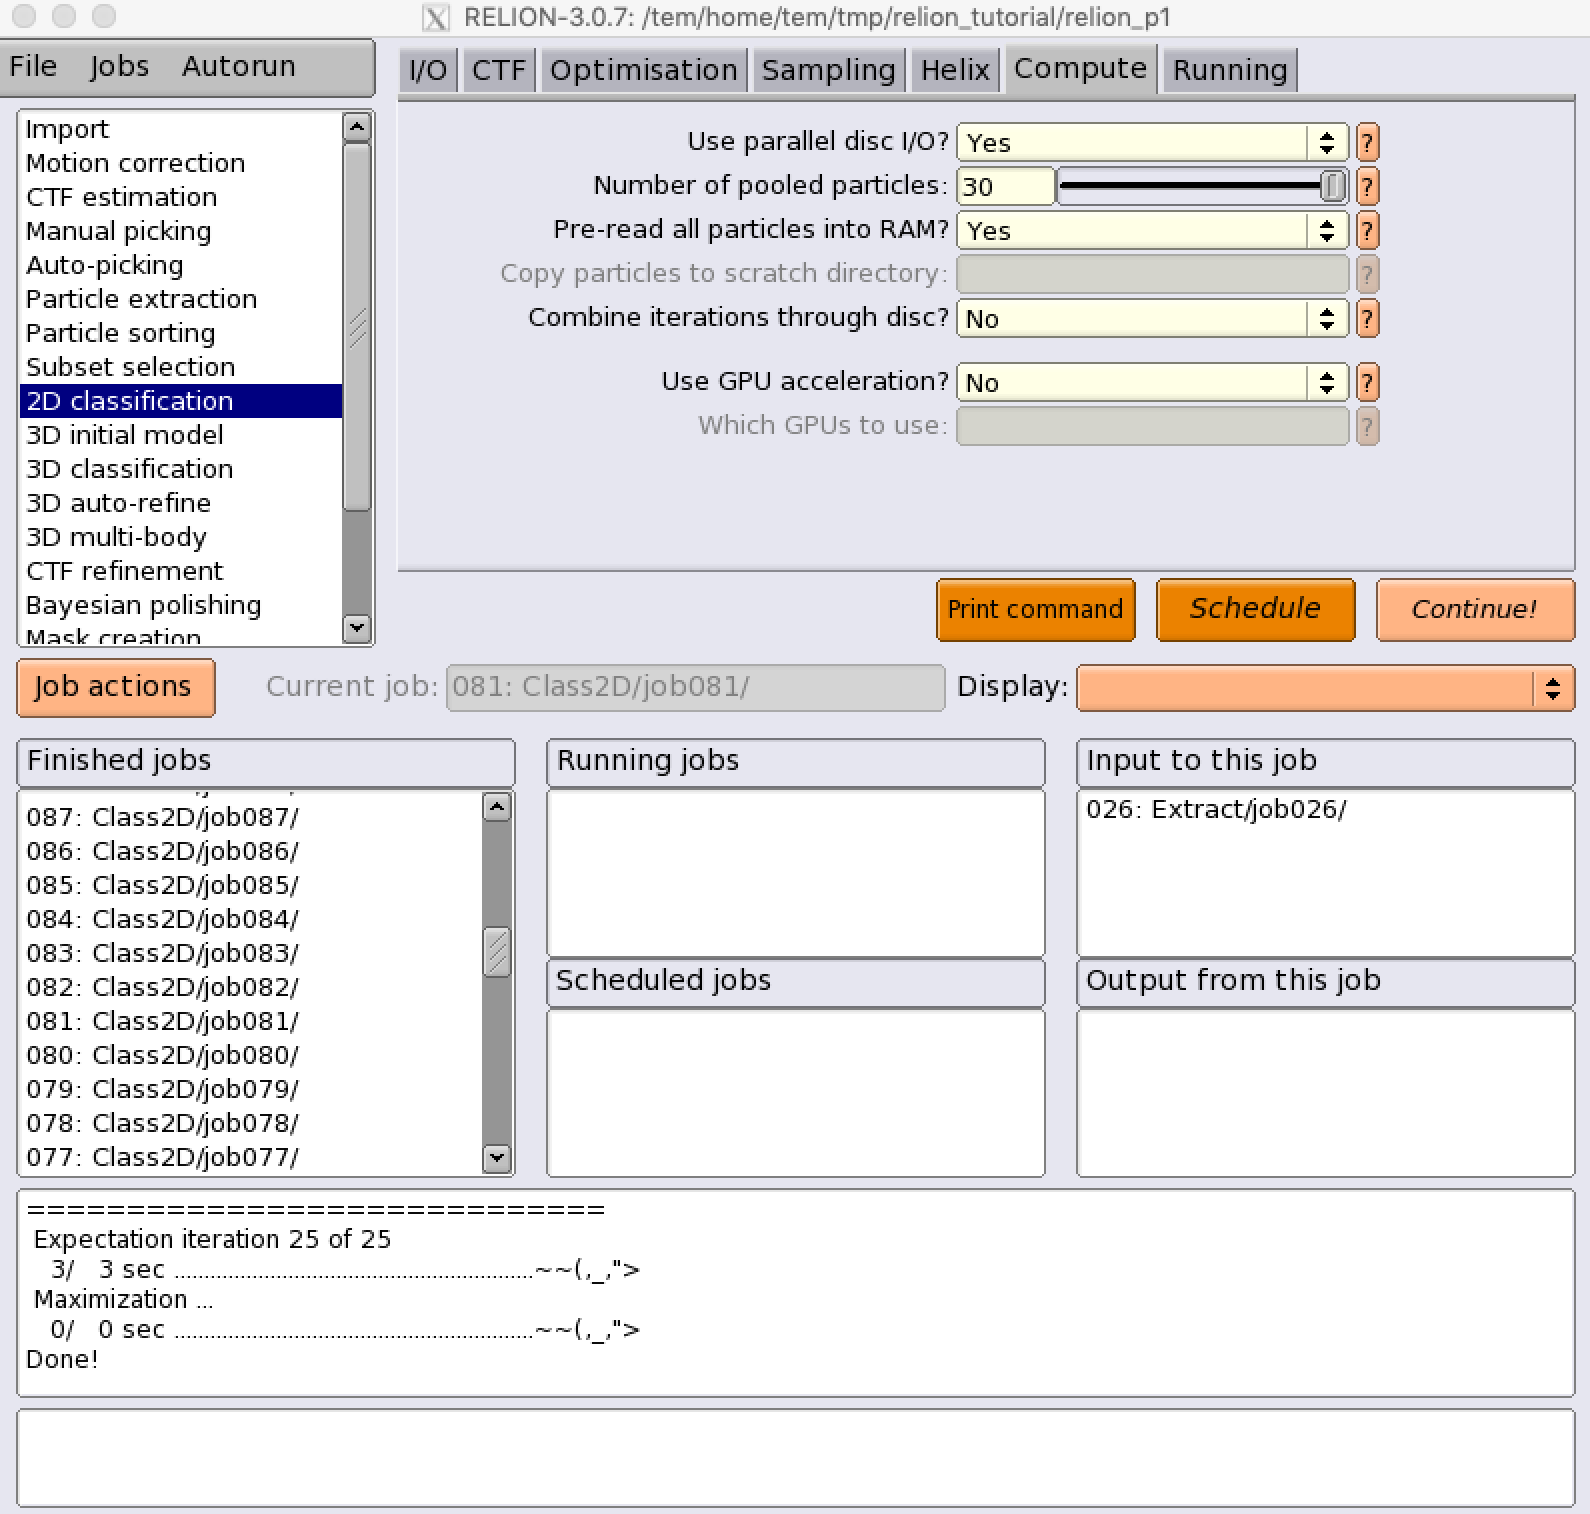 RELION-3.0.7: /tem/home/tem/tmp/relion_tutorial/relion_p1
File Jobs Autorun
I/O CTF Optimisation Sampling Helix Compute Running
Import
Motion correction
CTF estimation
Manual picking
Auto-picking
Particle extraction
Particle sorting
Subset selection
2D classification
3D initial model
3D classification
3D auto-refine
3D multi-body
CTF refinement
Bayesian polishing
Mask creation
Use parallel disc I/O? Yes ?
Number of pooled particles: 30 ?
Pre-read all particles into RAM? Yes ?
Copy particles to scratch directory: ?
Combine iterations through disc? No ?
Use GPU acceleration? No ?
Which GPUs to use: ?
Print command Schedule Continue!
Job actions Current job: 081: Class2D/job081/ Display:
Finished jobs
087: Class2D/job087/
086: Class2D/job086/
085: Class2D/job085/
084: Class2D/job084/
083: Class2D/job083/
082: Class2D/job082/
081: Class2D/job081/
080: Class2D/job080/
079: Class2D/job079/
078: Class2D/job078/
077: Class2D/job077/
Running jobs
Scheduled jobs
Input to this job
026: Extract/job026/
Output from this job
=============================
Expectation iteration 25 of 25
3/ 3 sec ............................................................~~(,_,">
Maximization ...
0/ 0 sec ............................................................~~(,_,">
Done!